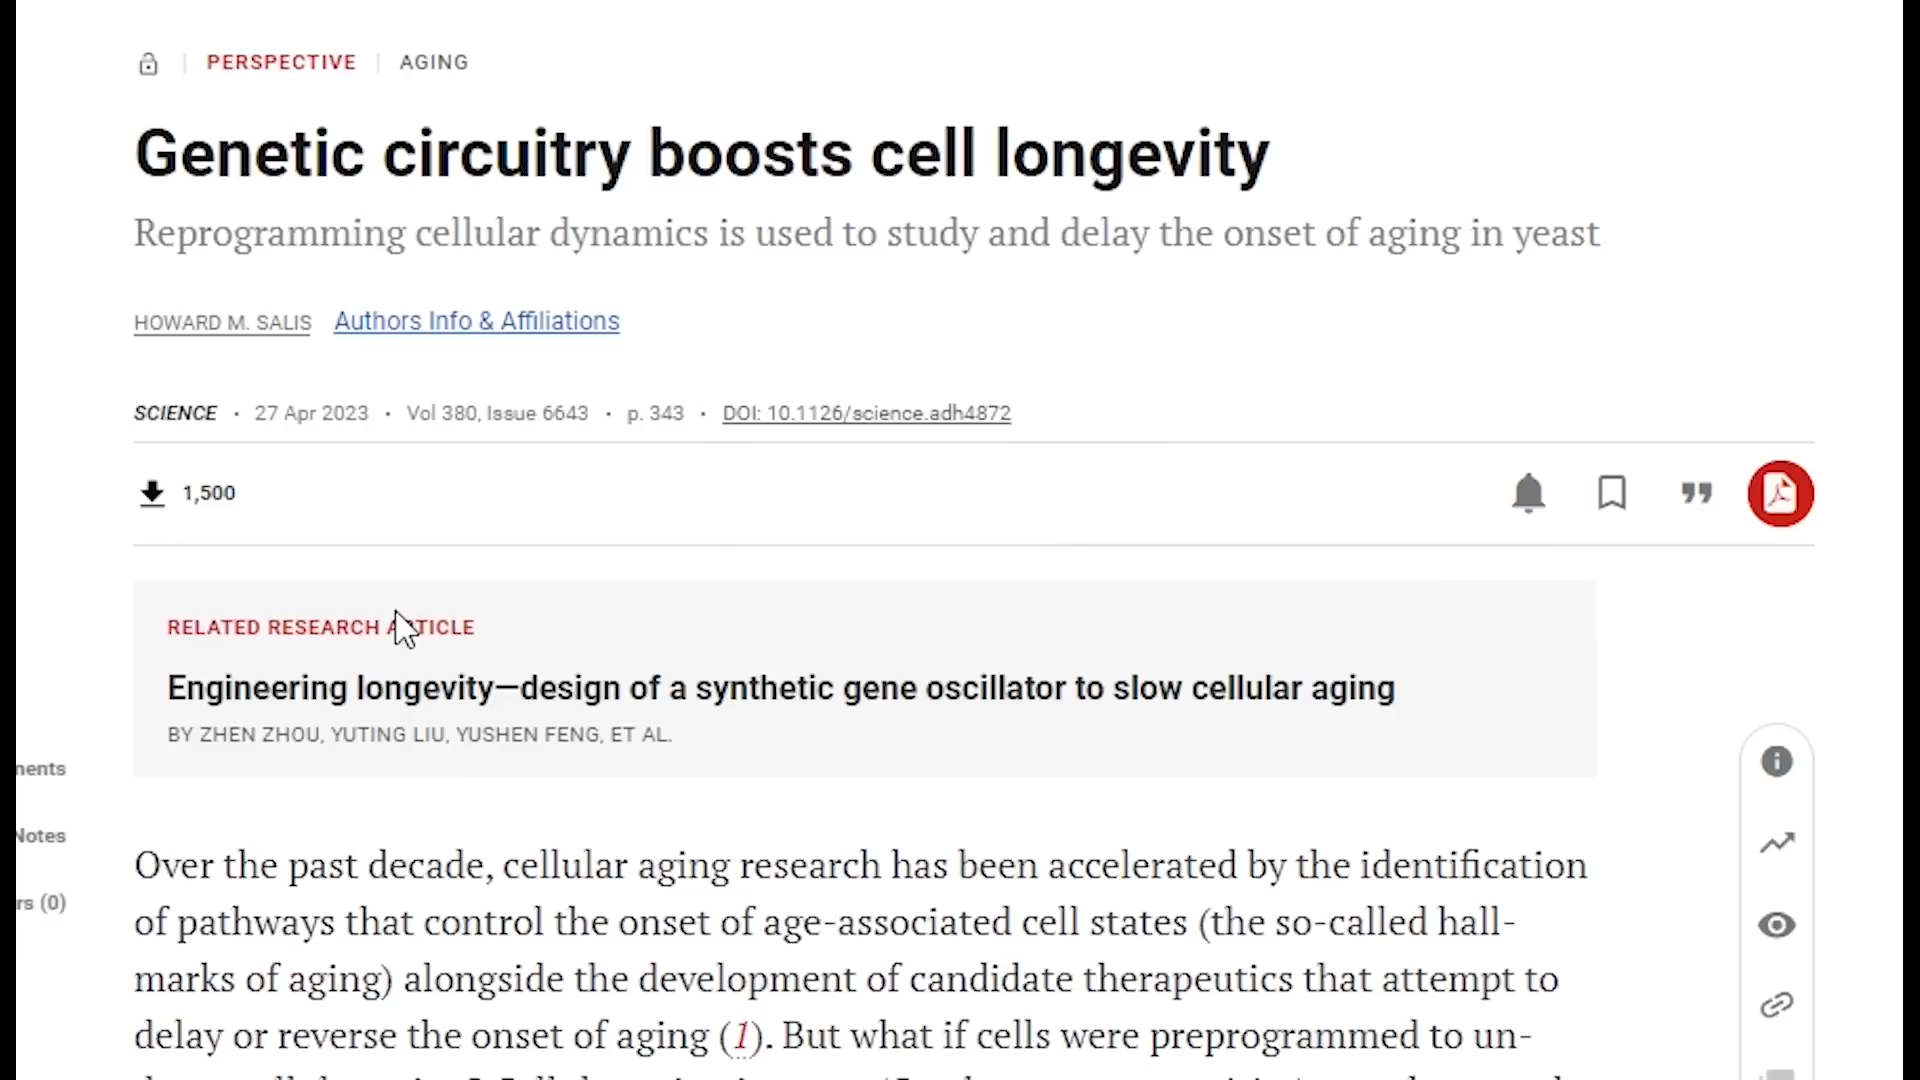 PERSPECTIVE AGING
Genetic circuitry boosts cell longevity
Reprogramming cellular dynamics is used to study and delay the onset of aging in yeast
HOWARD M. SALIS Authors Info & Affiliations
SCIENCE · 27 Apr 2023 · Vol 380, Issue 6643 · p. 343 · DOI: 10.1126/science.adh4872
1,500
RELATED RESEARCH ARTICLE
Engineering longevity—design of a synthetic gene oscillator to slow cellular aging
BY ZHEN ZHOU, YUTING LIU, YUSHEN FENG, ET AL.
nents
Notes
rs (0)
Over the past decade, cellular aging research has been accelerated by the identification
of pathways that control the onset of age-associated cell states (the so-called hall-
marks of aging) alongside the development of candidate therapeutics that attempt to
delay or reverse the onset of aging (1). But what if cells were preprogrammed to un-